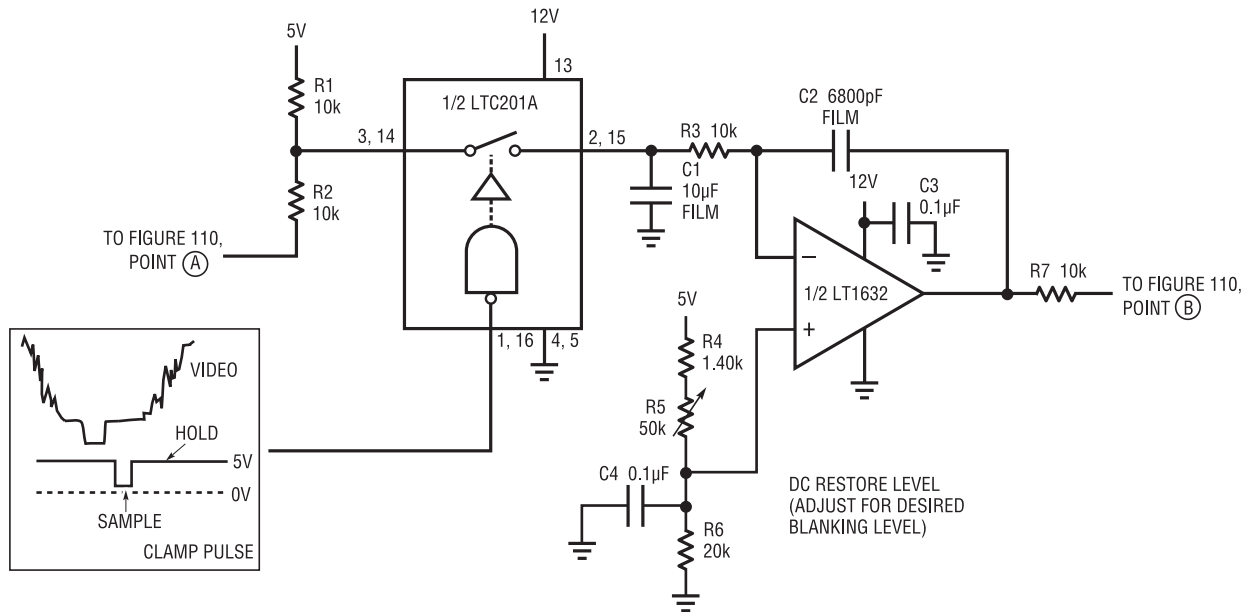 12V
5V
R1
10k
13
1/2 LTC201A
3, 14
2, 15
R2
10k
R3 10k
C1
10µF
FILM
C2 6800pF
FILM
12V
C3
0.1µF
TO FIGURE 110,
POINT A
1, 16
4, 5
–
+
1/2 LT1632
R7 10k
TO FIGURE 110,
POINT B
5V
R4
1.40k
R5
50k
C4 0.1µF
R6
20k
DC RESTORE LEVEL
(ADJUST FOR DESIRED
BLANKING LEVEL)
VIDEO
HOLD
5V
0V
SAMPLE
CLAMP PULSE